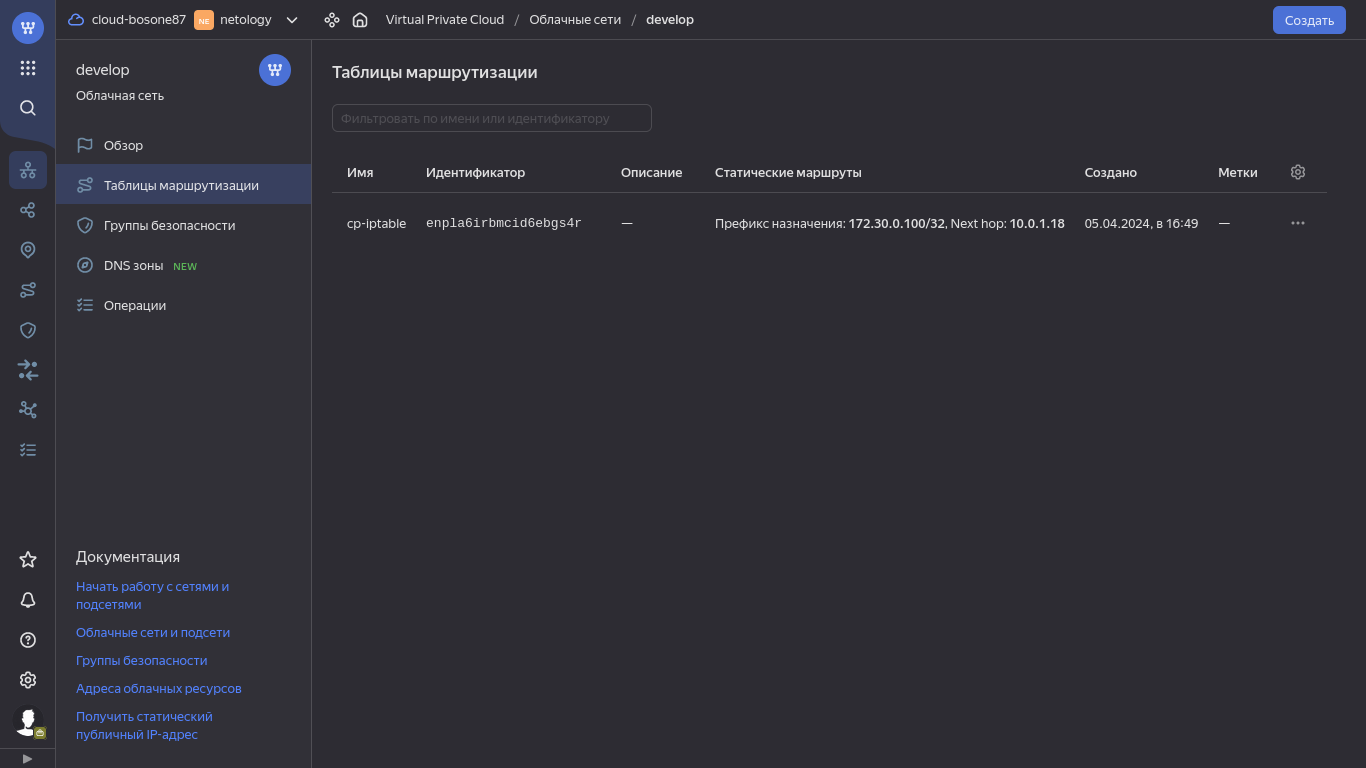 cloud-bosone87 NE netology Virtual Private Cloud / Облачные сети / develop Создать
develop
Облачная сеть
Обзор
Таблицы маршрутизации
Группы безопасности
DNS зоны NEW
Операции
Документация
Начать работу с сетями и
подсетями
Облачные сети и подсети
Группы безопасности
Адреса облачных ресурсов
Получить статический
публичный IP-адрес
Таблицы маршрутизации
Фильтровать по имени или идентификатору
Имя Идентификатор Описание Статические маршруты Создано Метки
cp-iptable enpla6irbmcid6ebgs4r — Префикс назначения: 172.30.0.100/32, Next hop: 10.0.1.18 05.04.2024, в 16:49 —